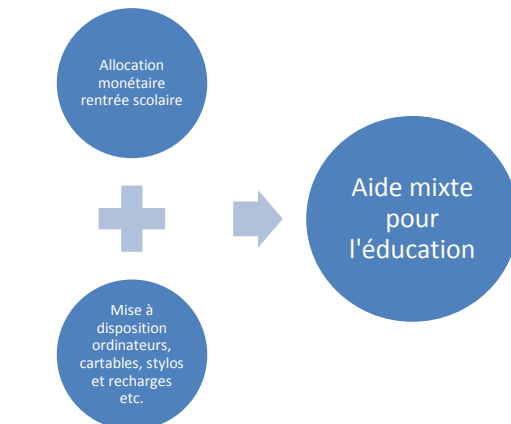 Allocation
monétaire
rentrée scolaire
Aide mixte
pour
l'éducation
Mise à
disposition
ordinateurs,
cartables, stylos
et recharges
etc.